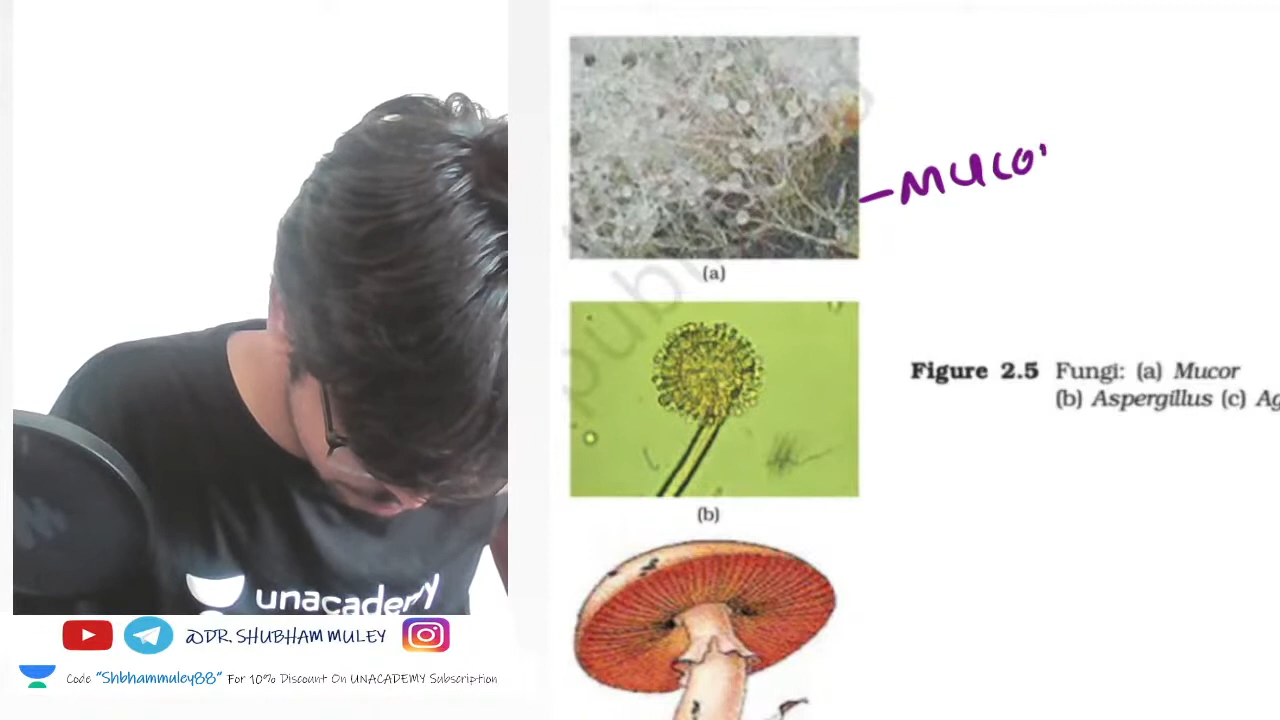 MUCO
(a)
Figure 2.5 Fungi: (a) Mucor
(b) Aspergillus (c)
(b)
unacademy
@DR. SHUBHAM MULEY
Code "Shbhammuley88" For 10% Discount On UNACADEMY Subscription